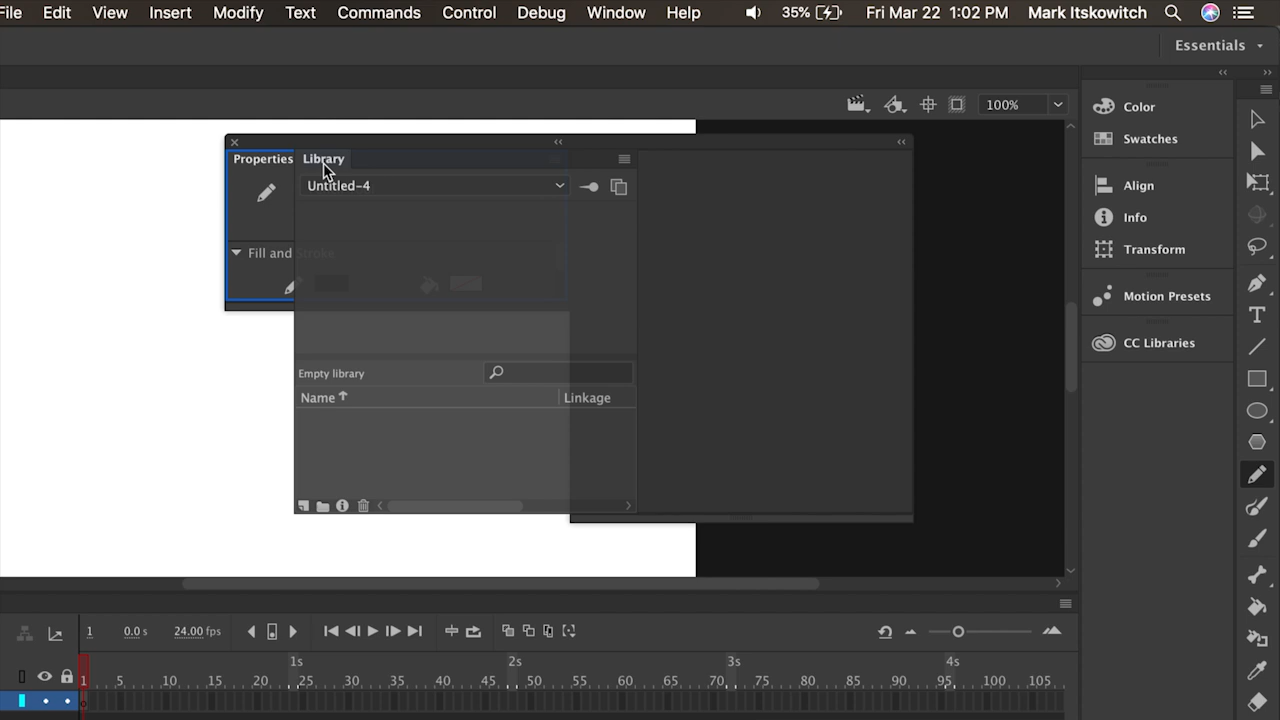 File Edit View Insert Modify Text Commands Control Debug Window Help 35% Fri Mar 22 1:02 PM Mark Itskowitch
Essentials
100%
Color
Swatches
Align
Info
Transform
Motion Presets
CC Libraries
Properties Library
Untitled-4
Fill and Stroke
Empty library
Name Linkage
1 0.0 s 24.00 fps
1s 2s 3s 4s
1 5 10 15 20 25 30 35 40 45 50 55 60 65 70 75 80 85 90 95 100 105